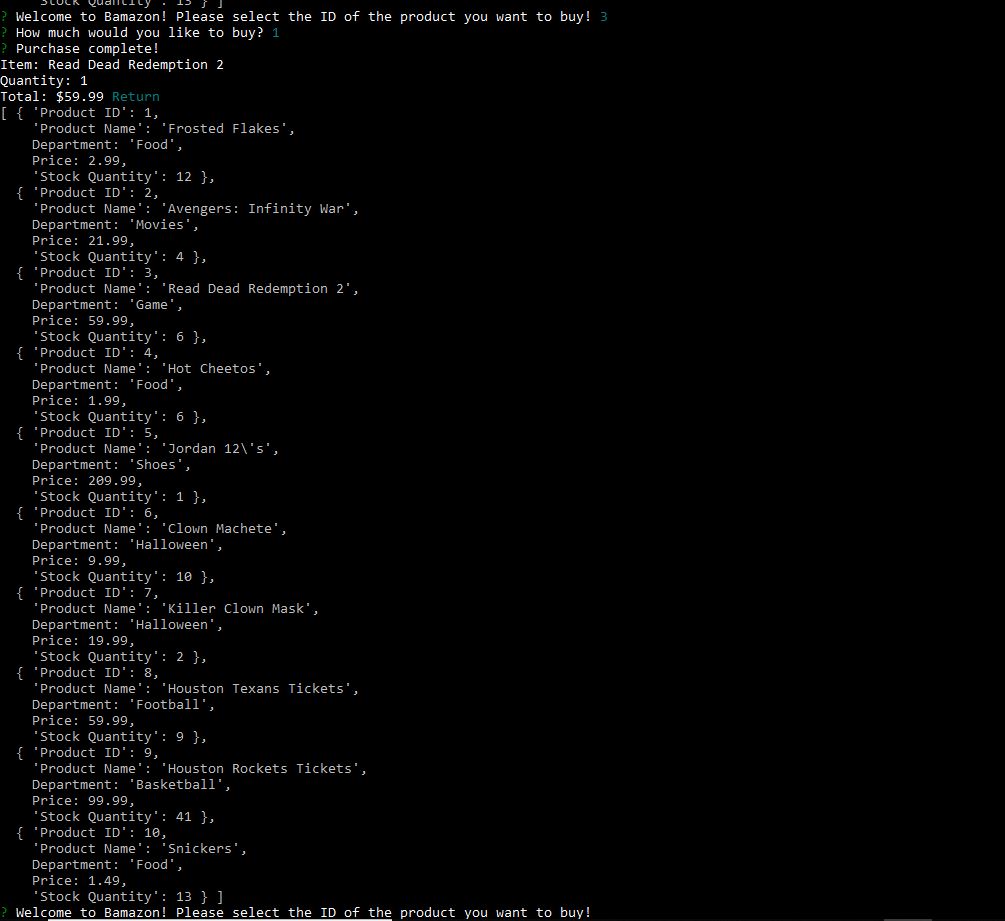 'Stock Quantity': 13 } ]
? Welcome to Bamazon! Please select the ID of the product you want to buy! 3
? How much would you like to buy? 1
? Purchase complete!
Item: Read Dead Redemption 2
Quantity: 1
Total: $59.99 Return
[ { 'Product ID': 1,
'Product Name': 'Frosted Flakes',
Department: 'Food',
Price: 2.99,
'Stock Quantity': 12 },
{ 'Product ID': 2,
'Product Name': 'Avengers: Infinity War',
Department: 'Movies',
Price: 21.99,
'Stock Quantity': 4 },
{ 'Product ID': 3,
'Product Name': 'Read Dead Redemption 2',
Department: 'Game',
Price: 59.99,
'Stock Quantity': 6 },
{ 'Product ID': 4,
'Product Name': 'Hot Cheetos',
Department: 'Food',
Price: 1.99,
'Stock Quantity': 6 },
{ 'Product ID': 5,
'Product Name': 'Jordan 12\'s',
Department: 'Shoes',
Price: 209.99,
'Stock Quantity': 1 },
{ 'Product ID': 6,
'Product Name': 'Clown Machete',
Department: 'Halloween',
Price: 9.99,
'Stock Quantity': 10 },
{ 'Product ID': 7,
'Product Name': 'Killer Clown Mask',
Department: 'Halloween',
Price: 19.99,
'Stock Quantity': 2 },
{ 'Product ID': 8,
'Product Name': 'Houston Texans Tickets',
Department: 'Football',
Price: 59.99,
'Stock Quantity': 9 },
{ 'Product ID': 9,
'Product Name': 'Houston Rockets Tickets',
Department: 'Basketball',
Price: 99.99,
'Stock Quantity': 41 },
{ 'Product ID': 10,
'Product Name': 'Snickers',
Department: 'Food',
Price: 1.49,
'Stock Quantity': 13 } ]
? Welcome to Bamazon! Please select the ID of the product you want to buy!